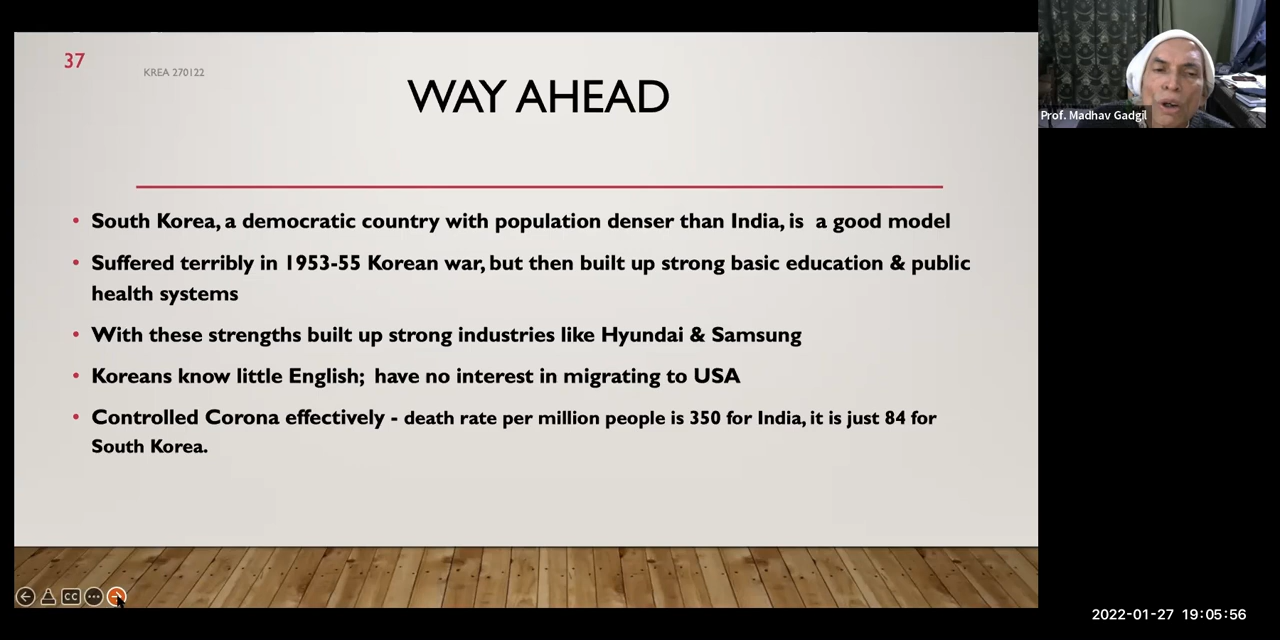 37
KREA 270122
WAY AHEAD
• South Korea, a democratic country with population denser than India, is a good model
• Suffered terribly in 1953-55 Korean war, but then built up strong basic education & public
health systems
• With these strengths built up strong industries like Hyundai & Samsung
• Koreans know little English; have no interest in migrating to USA
• Controlled Corona effectively - death rate per million people is 350 for India, it is just 84 for
South Korea.
CC
Prof. Madhav Gadgil
2022-01-27 19:05:56